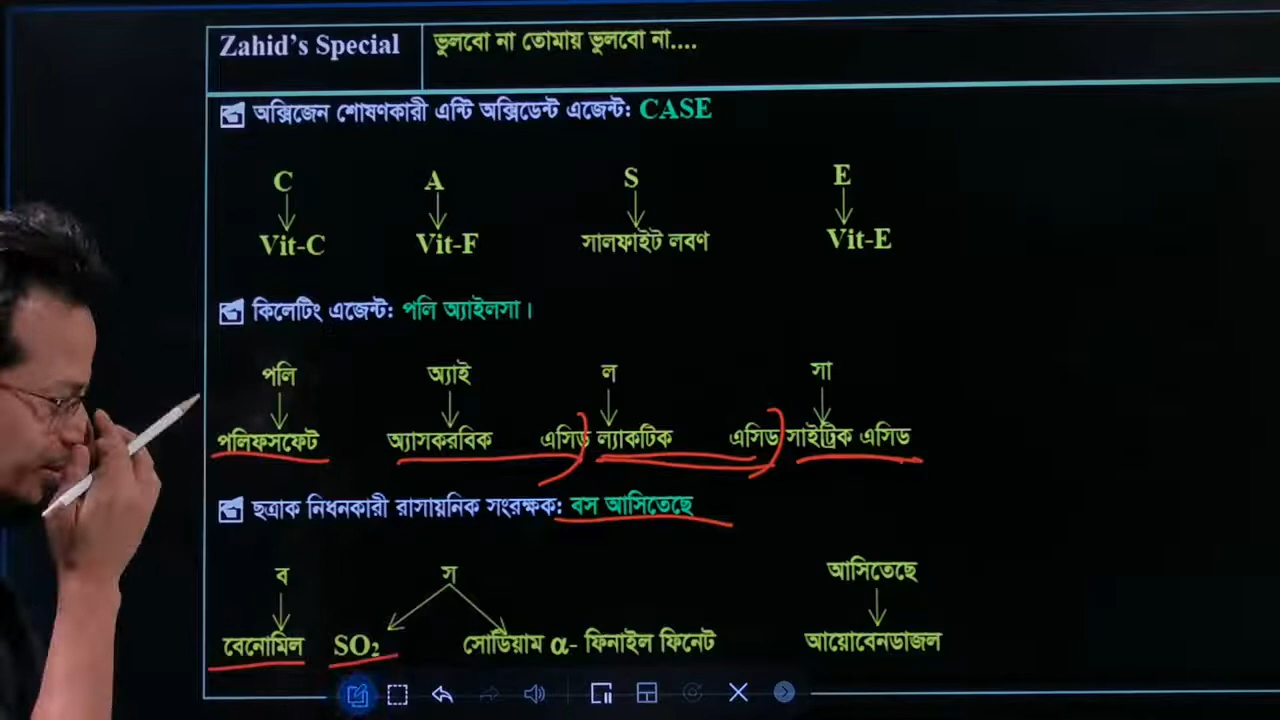 Zahid's Special
ভুলবো না তোমায় ভুলবো না....
অক্সিজেন শোষণকারী এন্টি অক্সিডেন্ট এজেন্ট: CASE
C A S E
Vit-C Vit-F সালফাইট লবণ Vit-E
কিলেটিং এজেন্ট: পলি অ্যাইলসা।
পলি অ্যাই ল সা
পলিফসফেট অ্যাসকরবিক এসিড ল্যাকটিক এসিড সাইট্রিক এসিড
ছত্রাক নিধনকারী রাসায়নিক সংরক্ষক: বস আসিতেছে
ব স আসিতেছে
বেনোমিল SO₂ সোডিয়াম α- ফিনাইল ফিনেট আয়োবেনডাজল